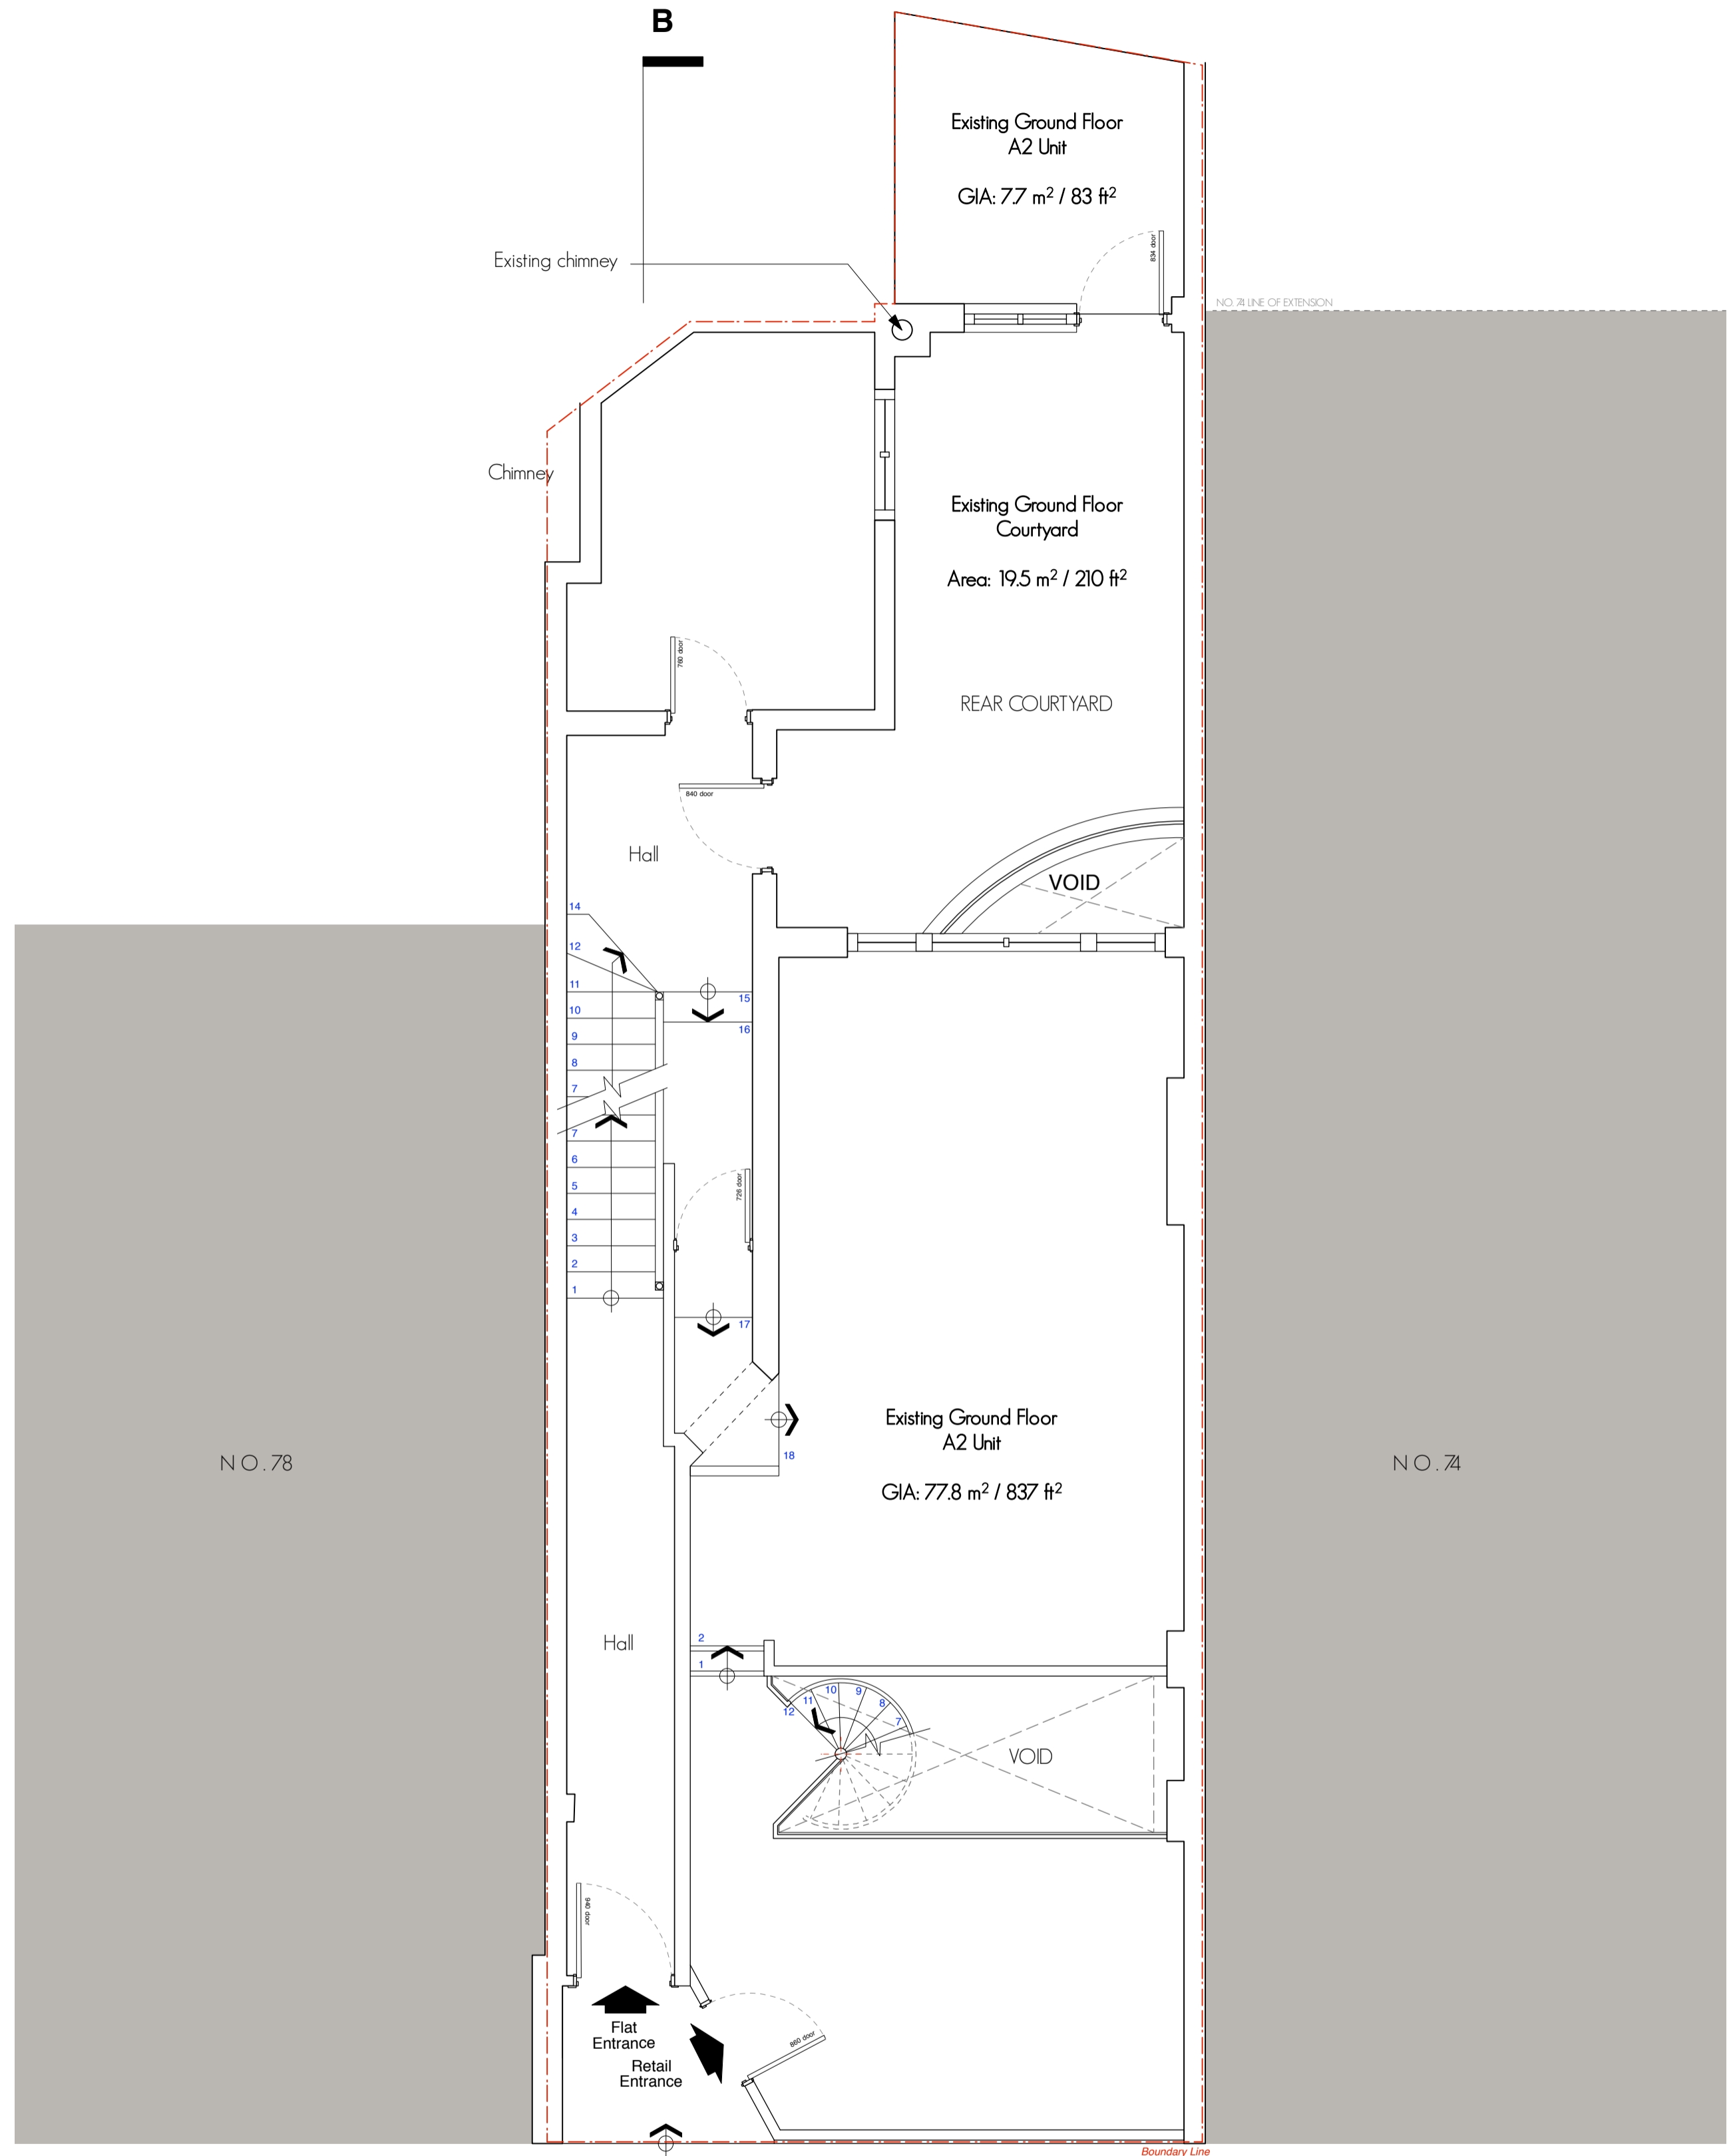 B
Existing Ground Floor
A2 Unit
GIA: 7.7 m² / 83 ft²
834 door
Existing chimney
NO. 74 LINE OF EXTENSION
Chimney
Existing Ground Floor
Courtyard
Area: 19.5 m² / 210 ft²
760 door
REAR COURTYARD
840 door
Hall
VOID
14
12
11
15
10
16
9
8
7
7
6
726 door
5
4
3
2
1
17
Existing Ground Floor
A2 Unit
18
NO.78
NO.74
GIA: 77.8 m² / 837 ft²
Hall
2
1
10
9
11
8
12
7
VOID
940 door
Flat
Entrance
860 door
Retail
Entrance
Boundary Line